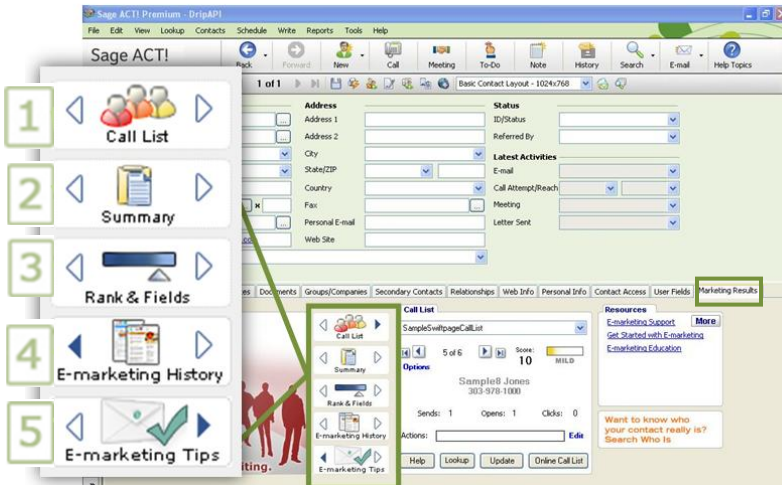 Sage ACT! Premium - DripAPI
File Edit View Lookup Contacts Schedule Write Reports Tools Help
Sage ACT!
Back Forward New Call Meeting To-Do Note History Search E-mail Help Topics
1 of 1 Basic Contact Layout - 1024x768
Address Status
Address 1 ID/Status
Address 2 Referred By
City Latest Activities
State/ZIP E-mail
Country Call Attempt/Reach
Fax Meeting
Personal E-mail Letter Sent
Web Site
1 Call List
2 Summary
3 Rank & Fields
4 E-marketing History
5 E-marketing Tips
Documents Groups/Companies Secondary Contacts Relationships Web Info Personal Info Contact Access User Fields Marketing Results
Call List
Summary
Rank & Fields
E-marketing History
E-marketing Tips
Call List
SampleSwiftpageCallList
5 of 6 Score: 10 MILD
Options
Sample8 Jones
303-978-1000
Sends: 1 Opens: 1 Clicks: 0
Actions: Edit
Help Lookup Update Online Call List
Resources
E-marketing Support More
Get Started with E-marketing
E-marketing Education
Want to know who
your contact really is?
Search Who Is